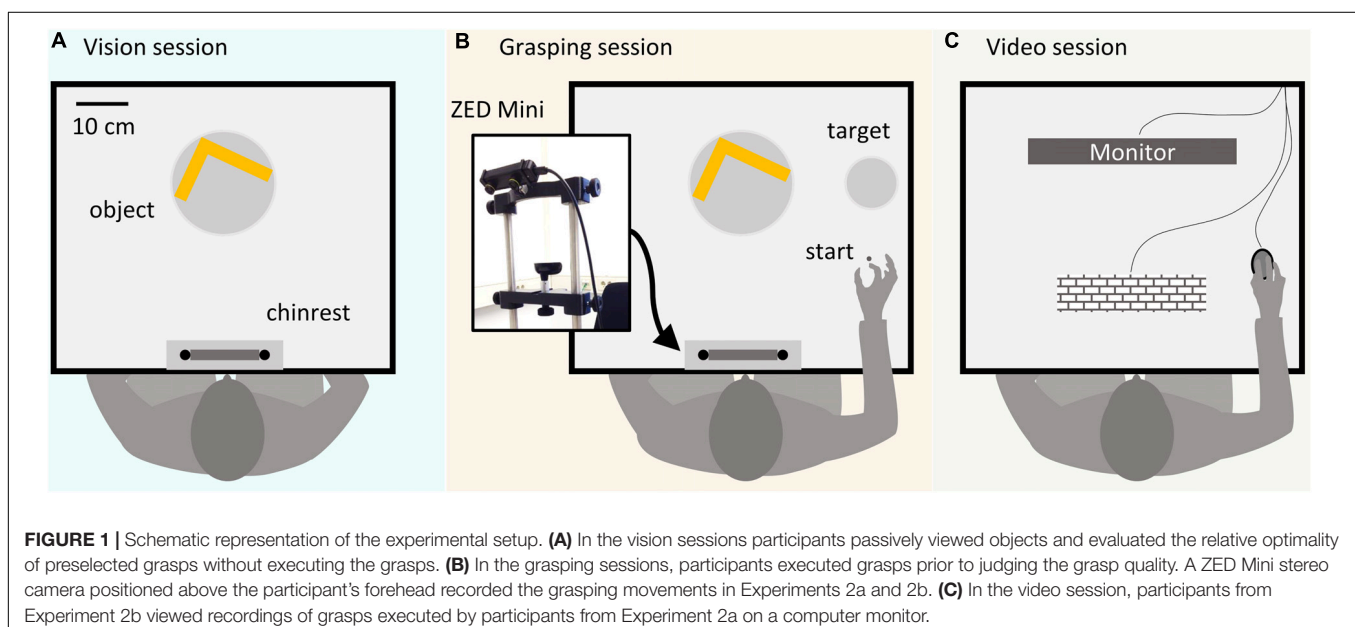 A Vision session
10 cm
object
chinrest
B Grasping session
ZED Mini
target
start
C Video session
Monitor
FIGURE 1 | Schematic representation of the experimental setup. (A) In the vision sessions participants passively viewed objects and evaluated the relative optimality
of preselected grasps without executing the grasps. (B) In the grasping sessions, participants executed grasps prior to judging the grasp quality. A ZED Mini stereo
camera positioned above the participant's forehead recorded the grasping movements in Experiments 2a and 2b. (C) In the video session, participants from
Experiment 2b viewed recordings of grasps executed by participants from Experiment 2a on a computer monitor.